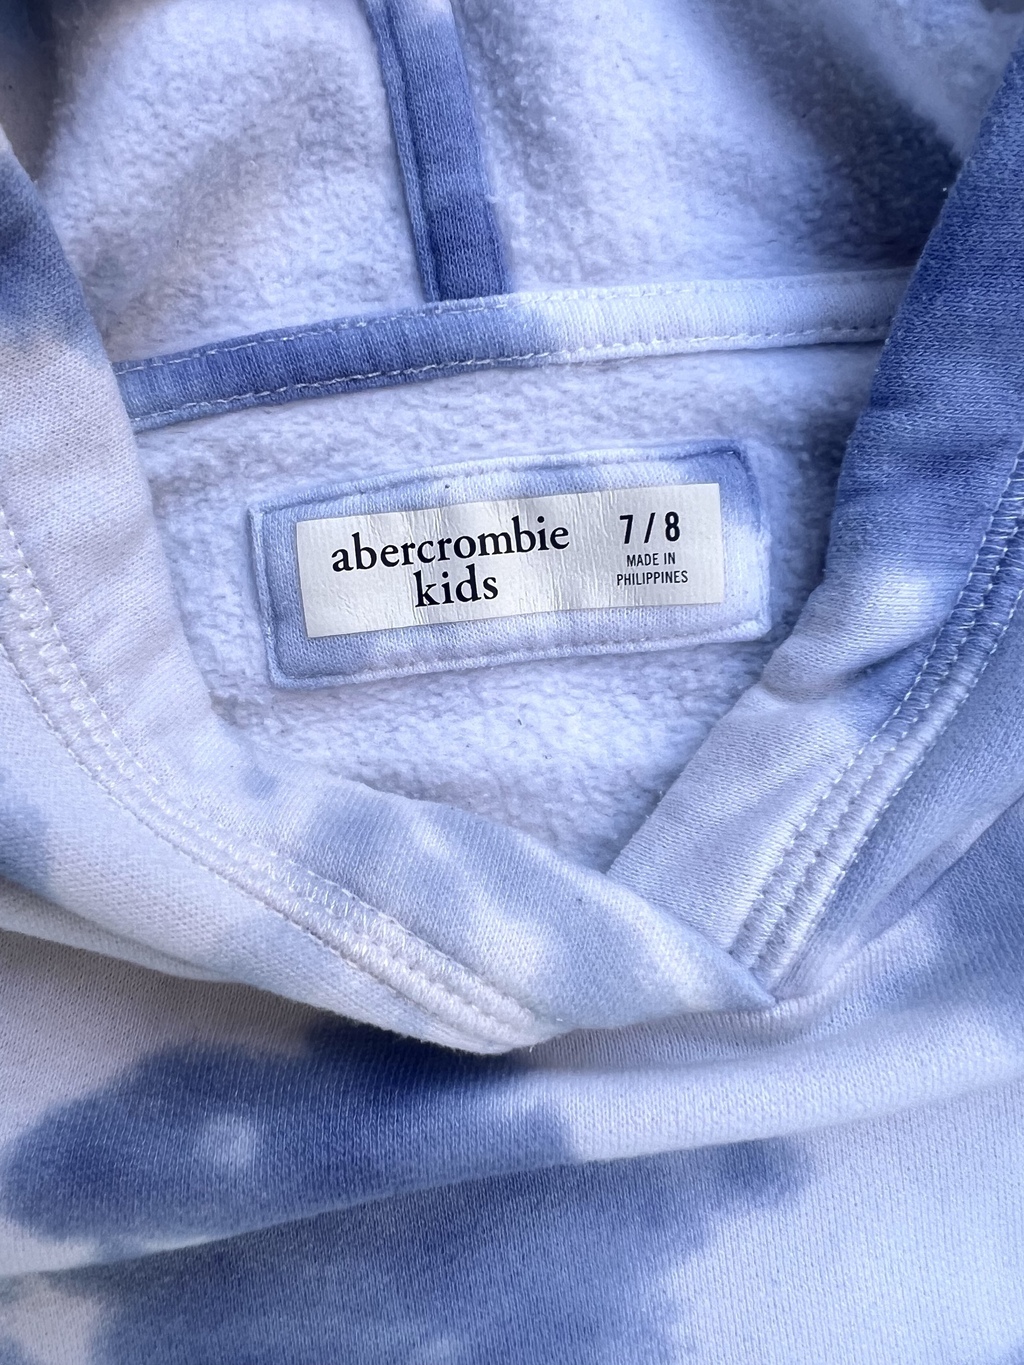 abercrombie
kids
7/8
MADE IN
PHILIPPINES